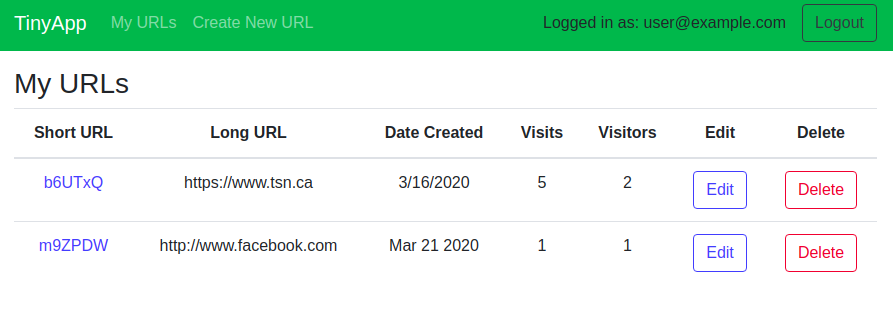 TinyApp My URLs Create New URL Logged in as: user@example.com Logout
My URLs
Short URL Long URL Date Created Visits Visitors Edit Delete
b6UTxQ https://www.tsn.ca 3/16/2020 5 2 Edit Delete
m9ZPDW http://www.facebook.com Mar 21 2020 1 1 Edit Delete